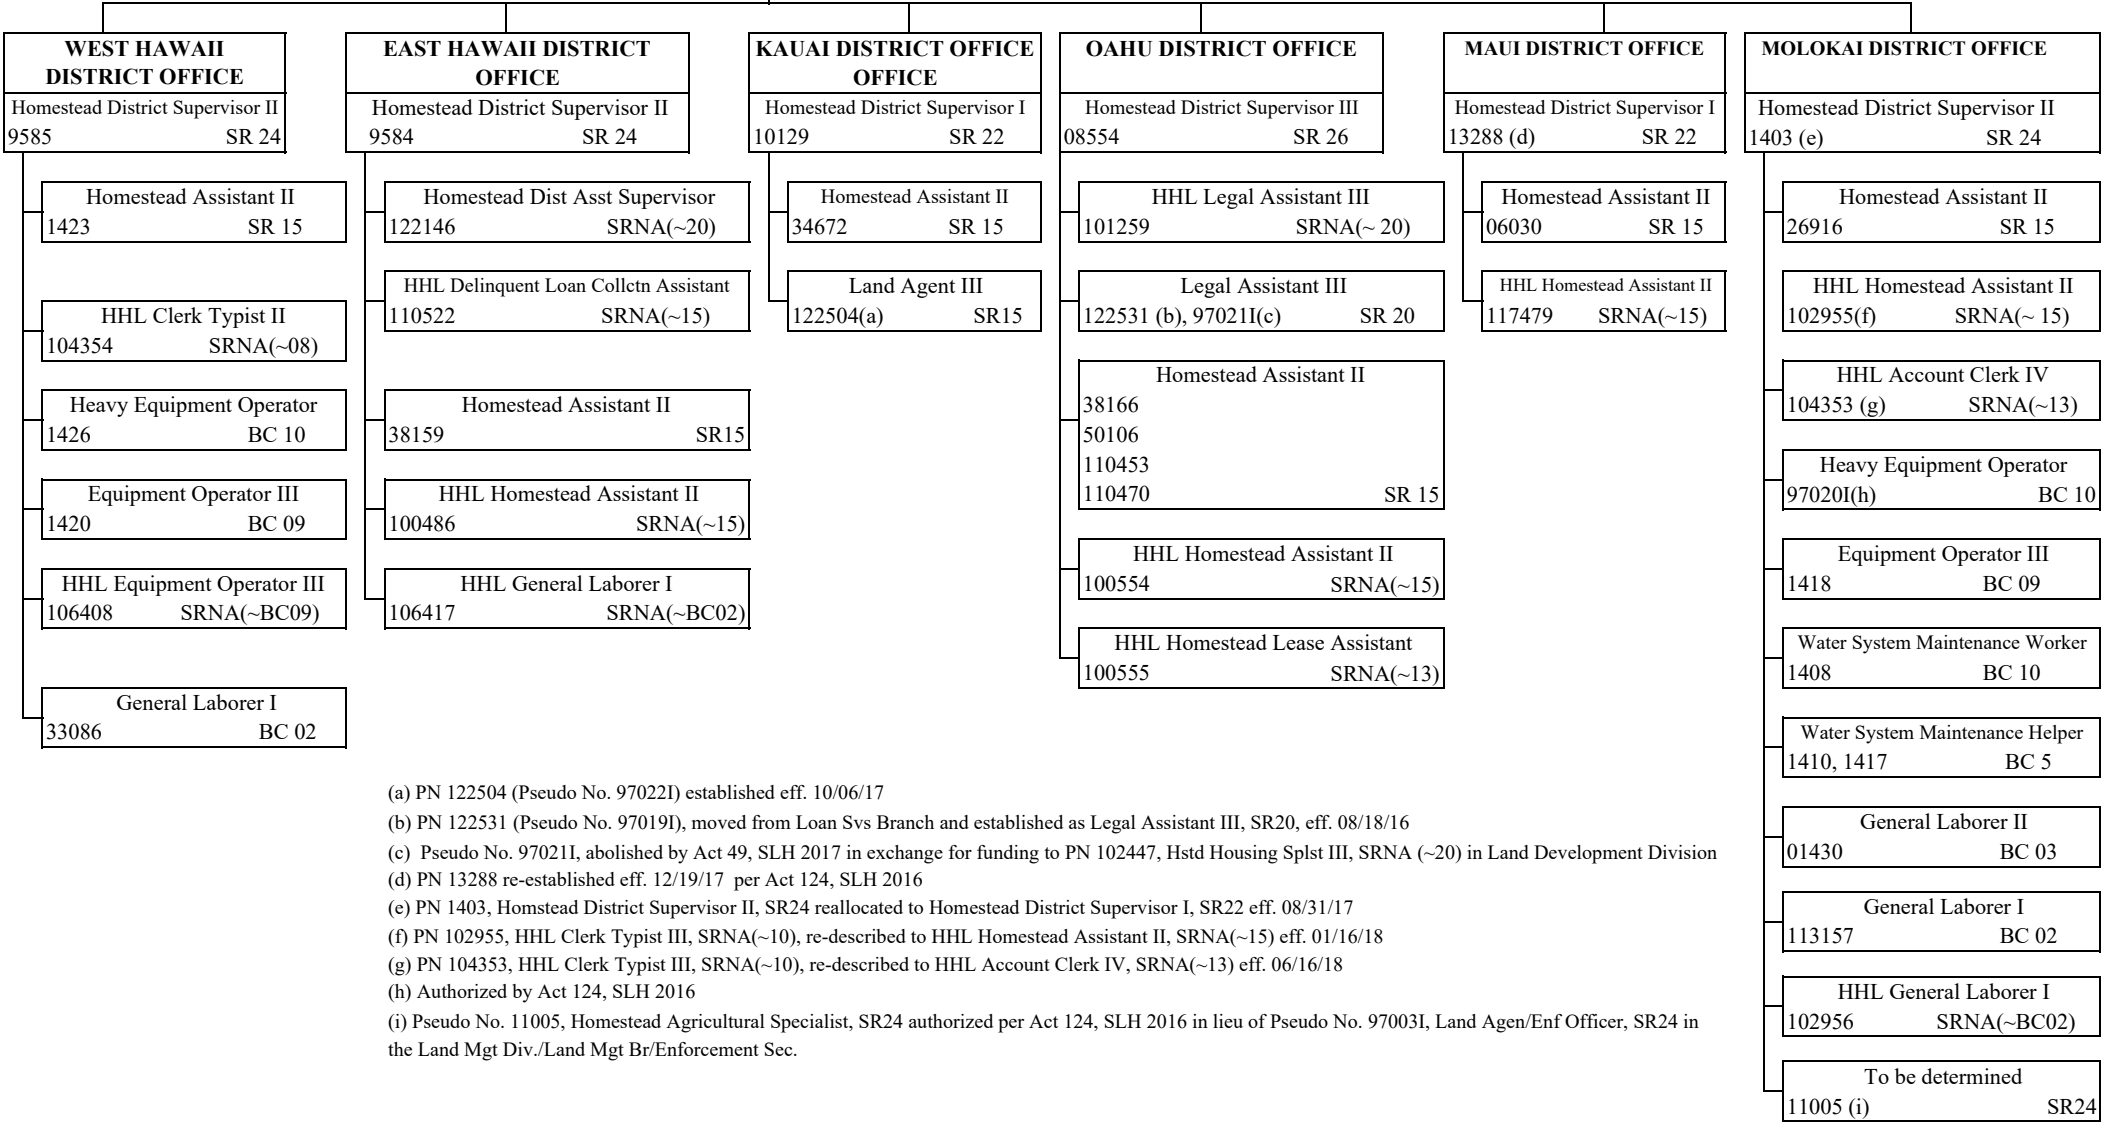 WEST HAWAII
DISTRICT OFFICE
Homestead District Supervisor II
9585 SR 24
Homestead Assistant II
1423 SR 15
HHL Clerk Typist II
104354 SRNA(~08)
Heavy Equipment Operator
1426 BC 10
Equipment Operator III
1420 BC 09
HHL Equipment Operator III
106408 SRNA(~BC09)
General Laborer I
33086 BC 02
EAST HAWAII DISTRICT
OFFICE
Homestead District Supervisor II
9584 SR 24
Homestead Dist Asst Supervisor
122146 SRNA(~20)
HHL Delinquent Loan Collctn Assistant
110522 SRNA(~15)
Homestead Assistant II
38159 SR15
HHL Homestead Assistant II
100486 SRNA(~15)
HHL General Laborer I
106417 SRNA(~BC02)
KAUAI DISTRICT OFFICE
OFFICE
Homestead District Supervisor I
10129 SR 22
Homestead Assistant II
34672 SR 15
Land Agent III
122504(a) SR15
OAHU DISTRICT OFFICE
Homestead District Supervisor III
08554 SR 26
HHL Legal Assistant III
101259 SRNA(~ 20)
Legal Assistant III
122531 (b), 97021I(c) SR 20
Homestead Assistant II
38166
50106
110453
110470 SR 15
HHL Homestead Assistant II
100554 SRNA(~15)
HHL Homestead Lease Assistant
100555 SRNA(~13)
MAUI DISTRICT OFFICE
Homestead District Supervisor I
13288 (d) SR 22
Homestead Assistant II
06030 SR 15
HHL Homestead Assistant II
117479 SRNA(~15)
MOLOKAI DISTRICT OFFICE
Homestead District Supervisor II
1403 (e) SR 24
Homestead Assistant II
26916 SR 15
HHL Homestead Assistant II
102955(f) SRNA(~ 15)
HHL Account Clerk IV
104353 (g) SRNA(~13)
Heavy Equipment Operator
97020I(h) BC 10
Equipment Operator III
1418 BC 09
Water System Maintenance Worker
1408 BC 10
Water System Maintenance Helper
1410, 1417 BC 5
General Laborer II
01430 BC 03
General Laborer I
113157 BC 02
HHL General Laborer I
102956 SRNA(~BC02)
To be determined
11005 (i) SR24
(a) PN 122504 (Pseudo No. 97022I) established eff. 10/06/17
(b) PN 122531 (Pseudo No. 97019I), moved from Loan Svs Branch and established as Legal Assistant III, SR20, eff. 08/18/16
(c) Pseudo No. 97021I, abolished by Act 49, SLH 2017 in exchange for funding to PN 102447, Hstd Housing Splst III, SRNA (~20) in Land Development Division
(d) PN 13288 re-established eff. 12/19/17 per Act 124, SLH 2016
(e) PN 1403, Homstead District Supervisor II, SR24 reallocated to Homestead District Supervisor I, SR22 eff. 08/31/17
(f) PN 102955, HHL Clerk Typist III, SRNA(~10), re-described to HHL Homestead Assistant II, SRNA(~15) eff. 01/16/18
(g) PN 104353, HHL Clerk Typist III, SRNA(~10), re-described to HHL Account Clerk IV, SRNA(~13) eff. 06/16/18
(h) Authorized by Act 124, SLH 2016
(i) Pseudo No. 11005, Homestead Agricultural Specialist, SR24 authorized per Act 124, SLH 2016 in lieu of Pseudo No. 97003I, Land Agen/Enf Officer, SR24 in
the Land Mgt Div./Land Mgt Br/Enforcement Sec.